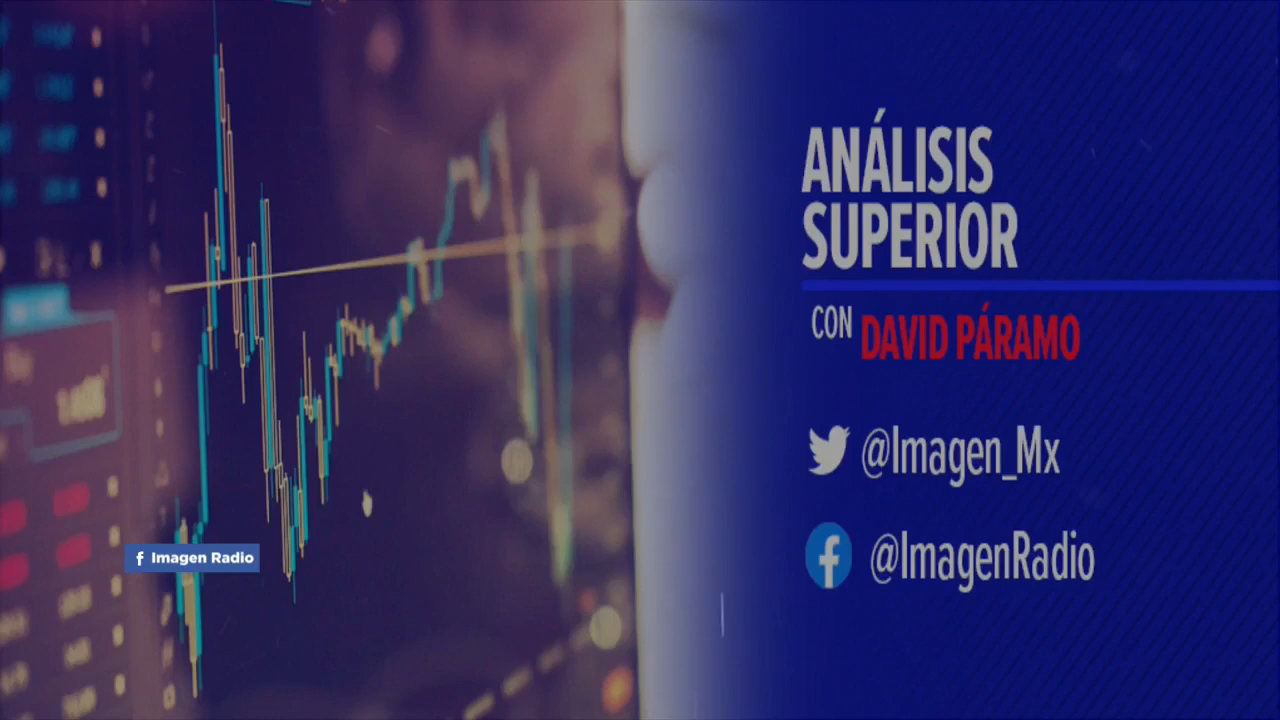 ANÁLISIS
SUPERIOR
CON DAVID PÁRAMO
@Imagen_Mx
@ImagenRadio
Imagen Radio